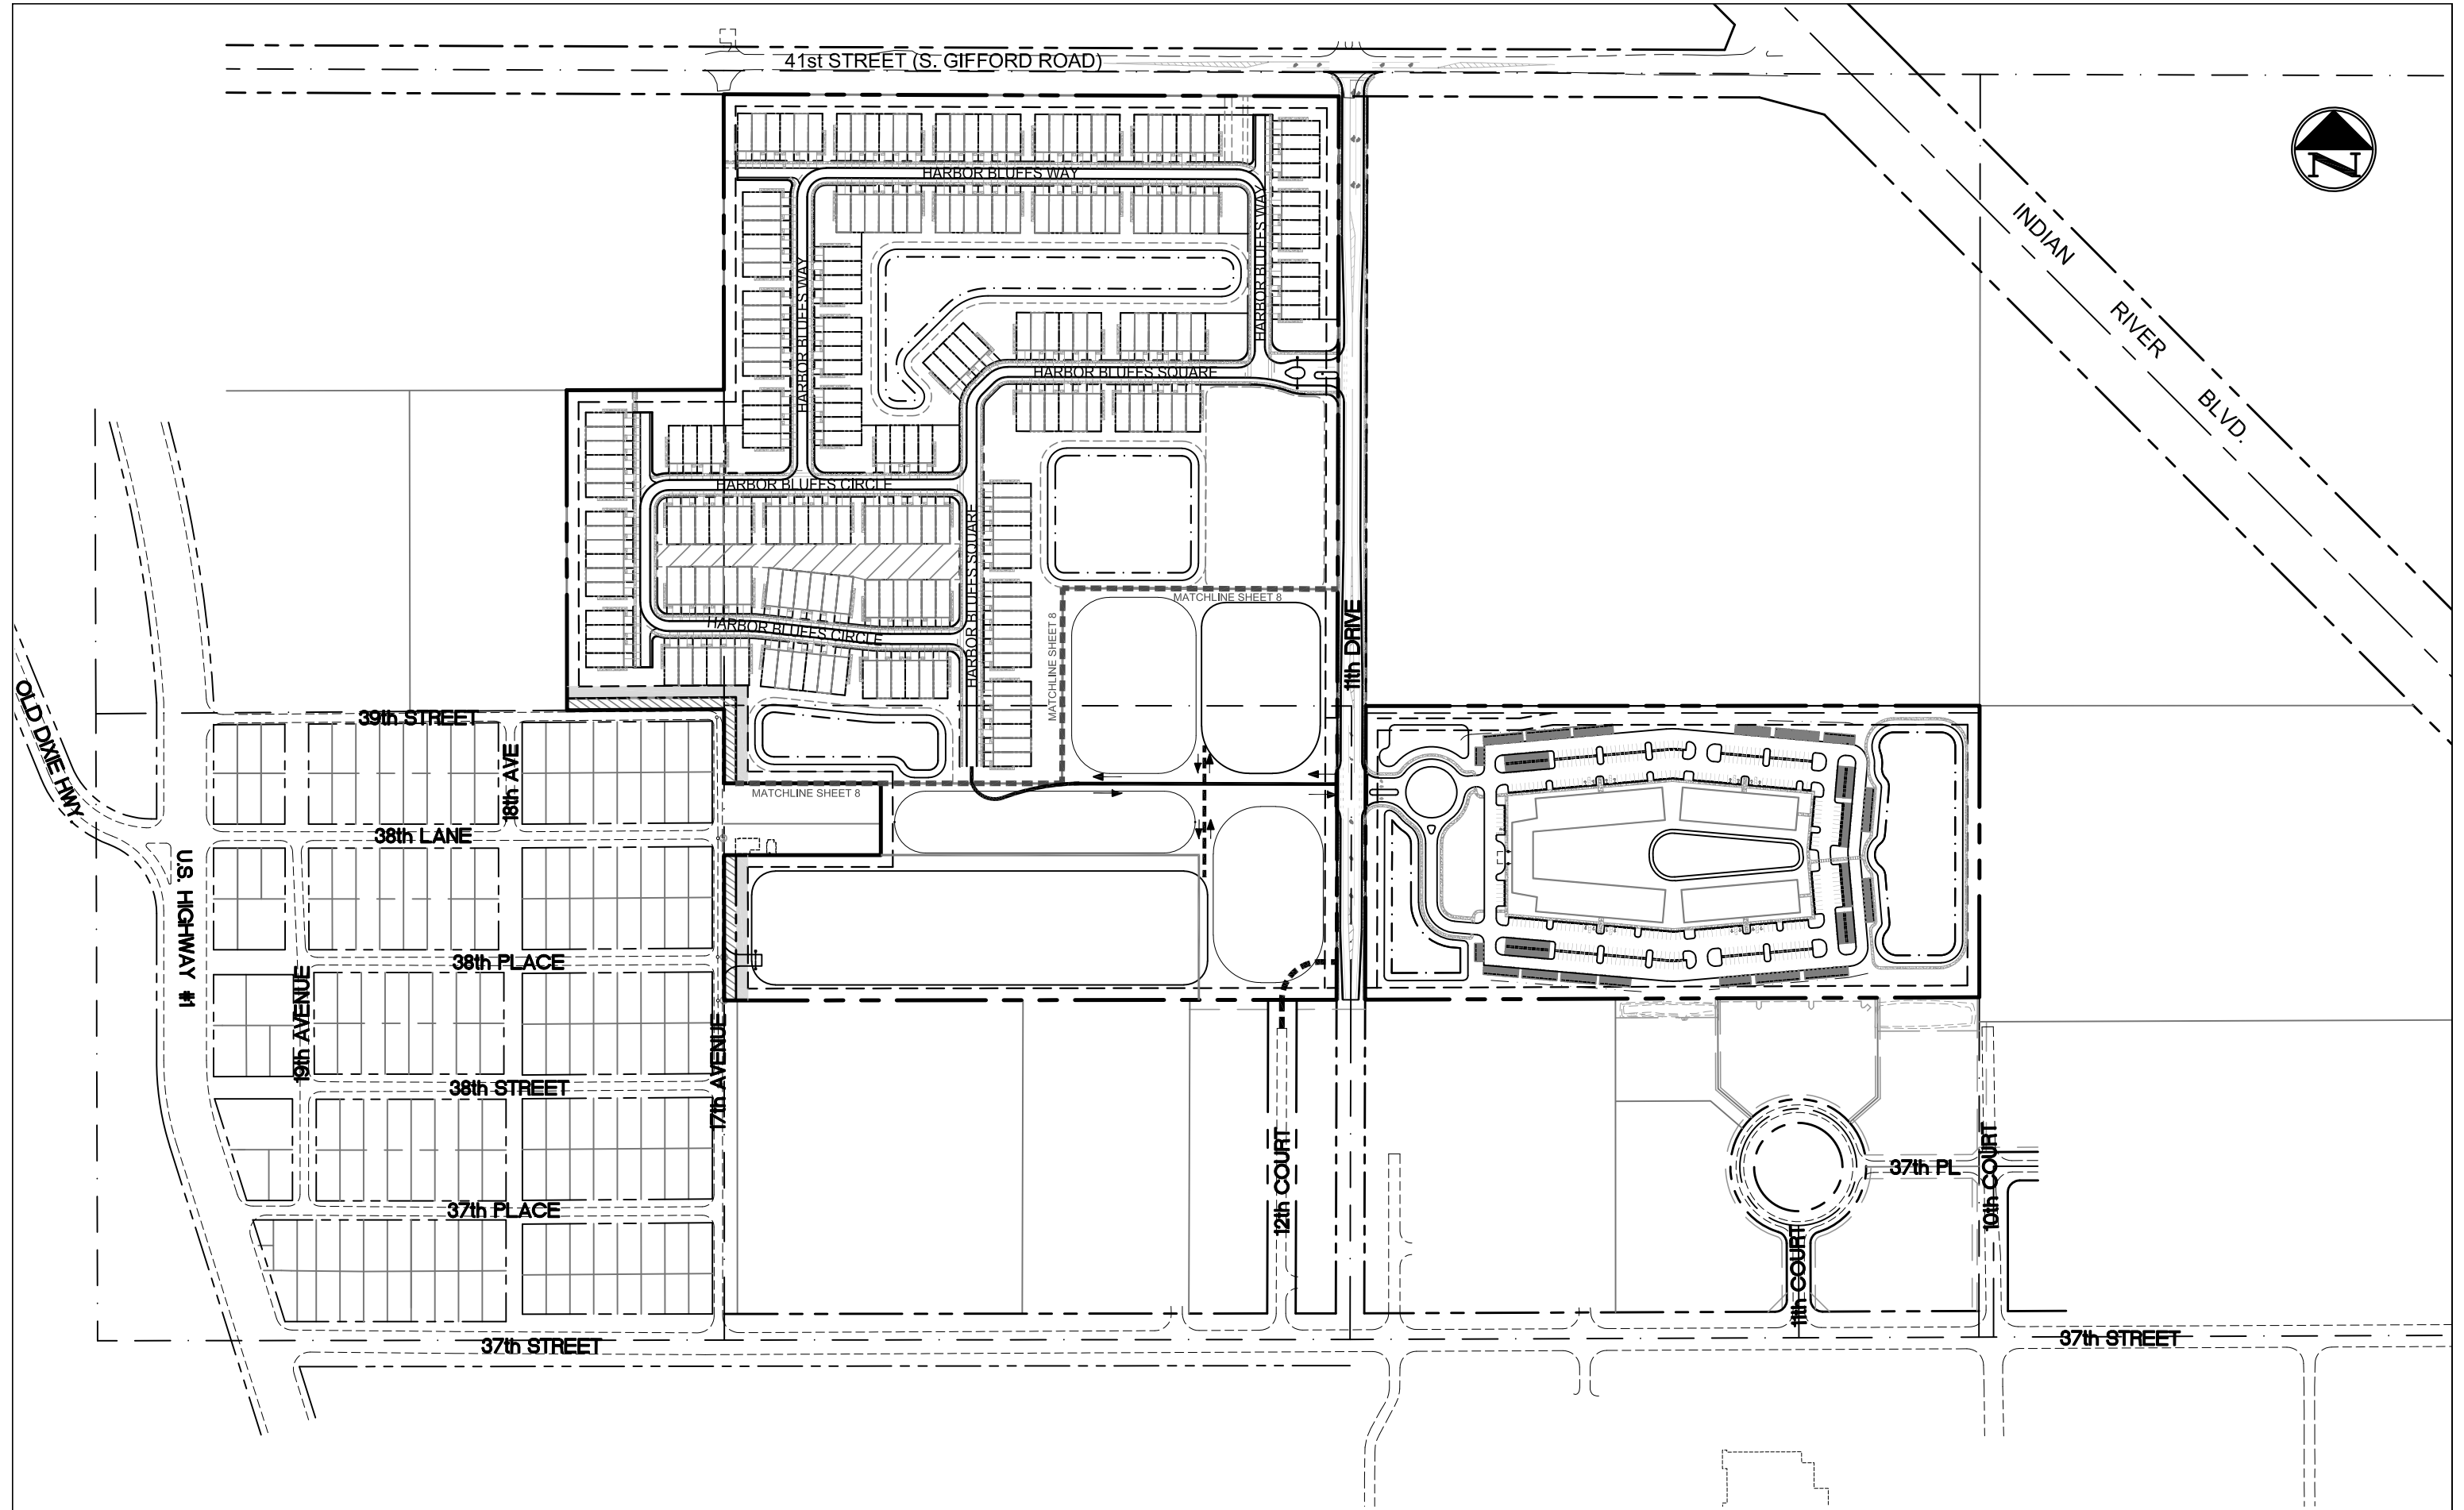 41st STREET (S. GIFFORD ROAD)
N
HARBOR BLUFFS WAY
HARBOR BLUFFS WAY
HARBOR BLUFFS WAY
INDIAN
RIVER
BLVD.
HARBOR BLUFFS SQUARE
HARBOR BLUFFS CIRCLE
HARBOR BLUFFS SQUARE
MATCHLINE SHEET 8
MATCHLINE SHEET 8
HARBOR BLUFFS CIRCLE
11th DRIVE
OLD DIXIE HWY
39th STREET
18th AVE
MATCHLINE SHEET 8
38th LANE
U.S. HIGHWAY #1
38th PLACE
19th AVENUE
17th AVENUE
38th STREET
12th COURT
37th PL
10th COURT
37th PLACE
11th COURT
37th STREET
37th STREET